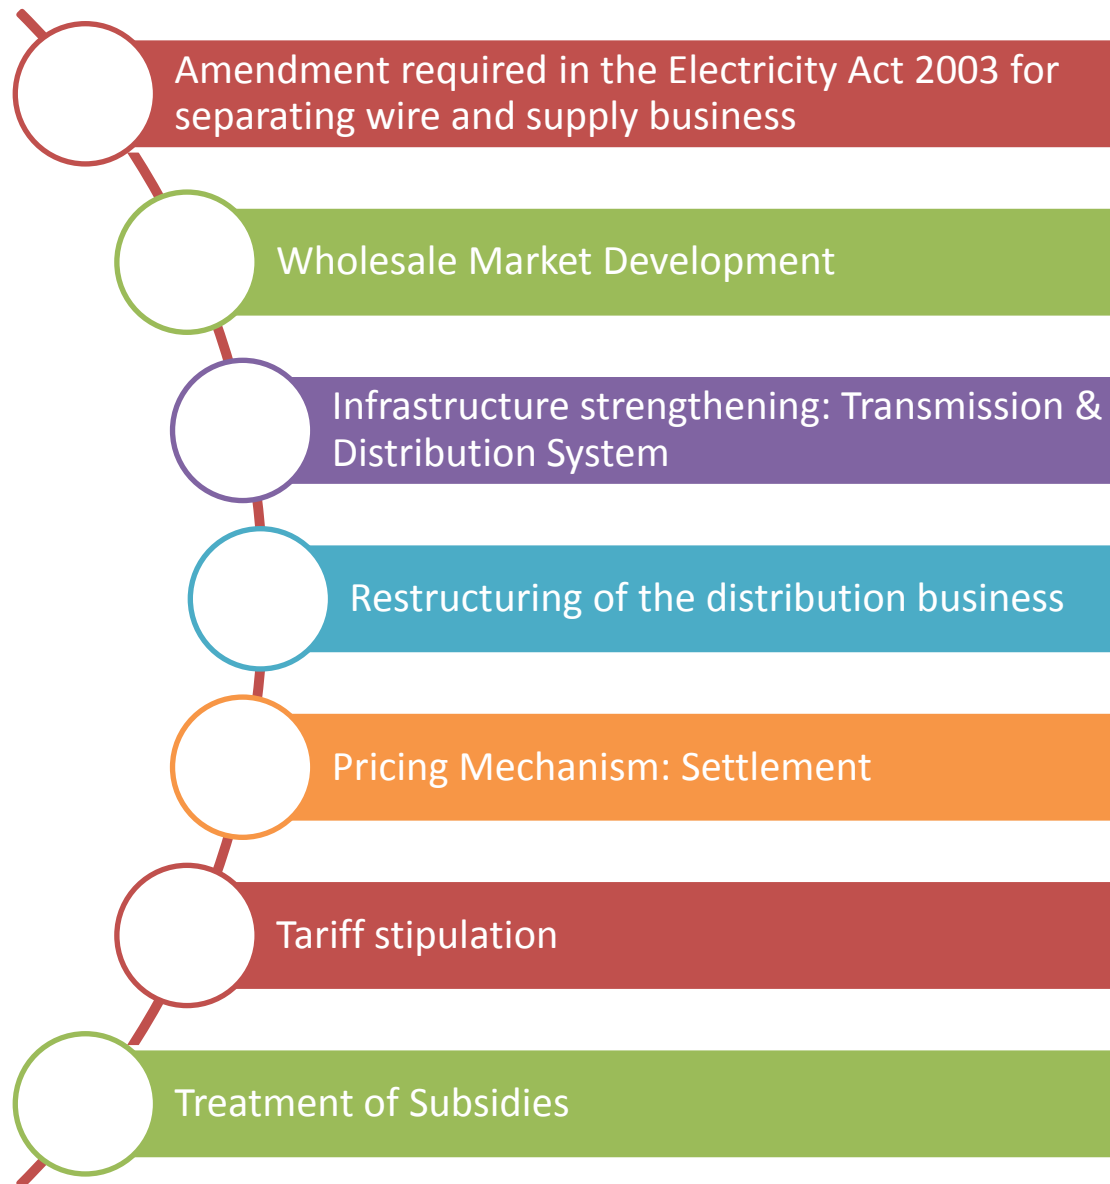 Amendment required in the Electricity Act 2003 for
separating wire and supply business
Wholesale Market Development
Infrastructure strengthening: Transmission &
Distribution System
Restructuring of the distribution business
Pricing Mechanism: Settlement
Tariff stipulation
Treatment of Subsidies